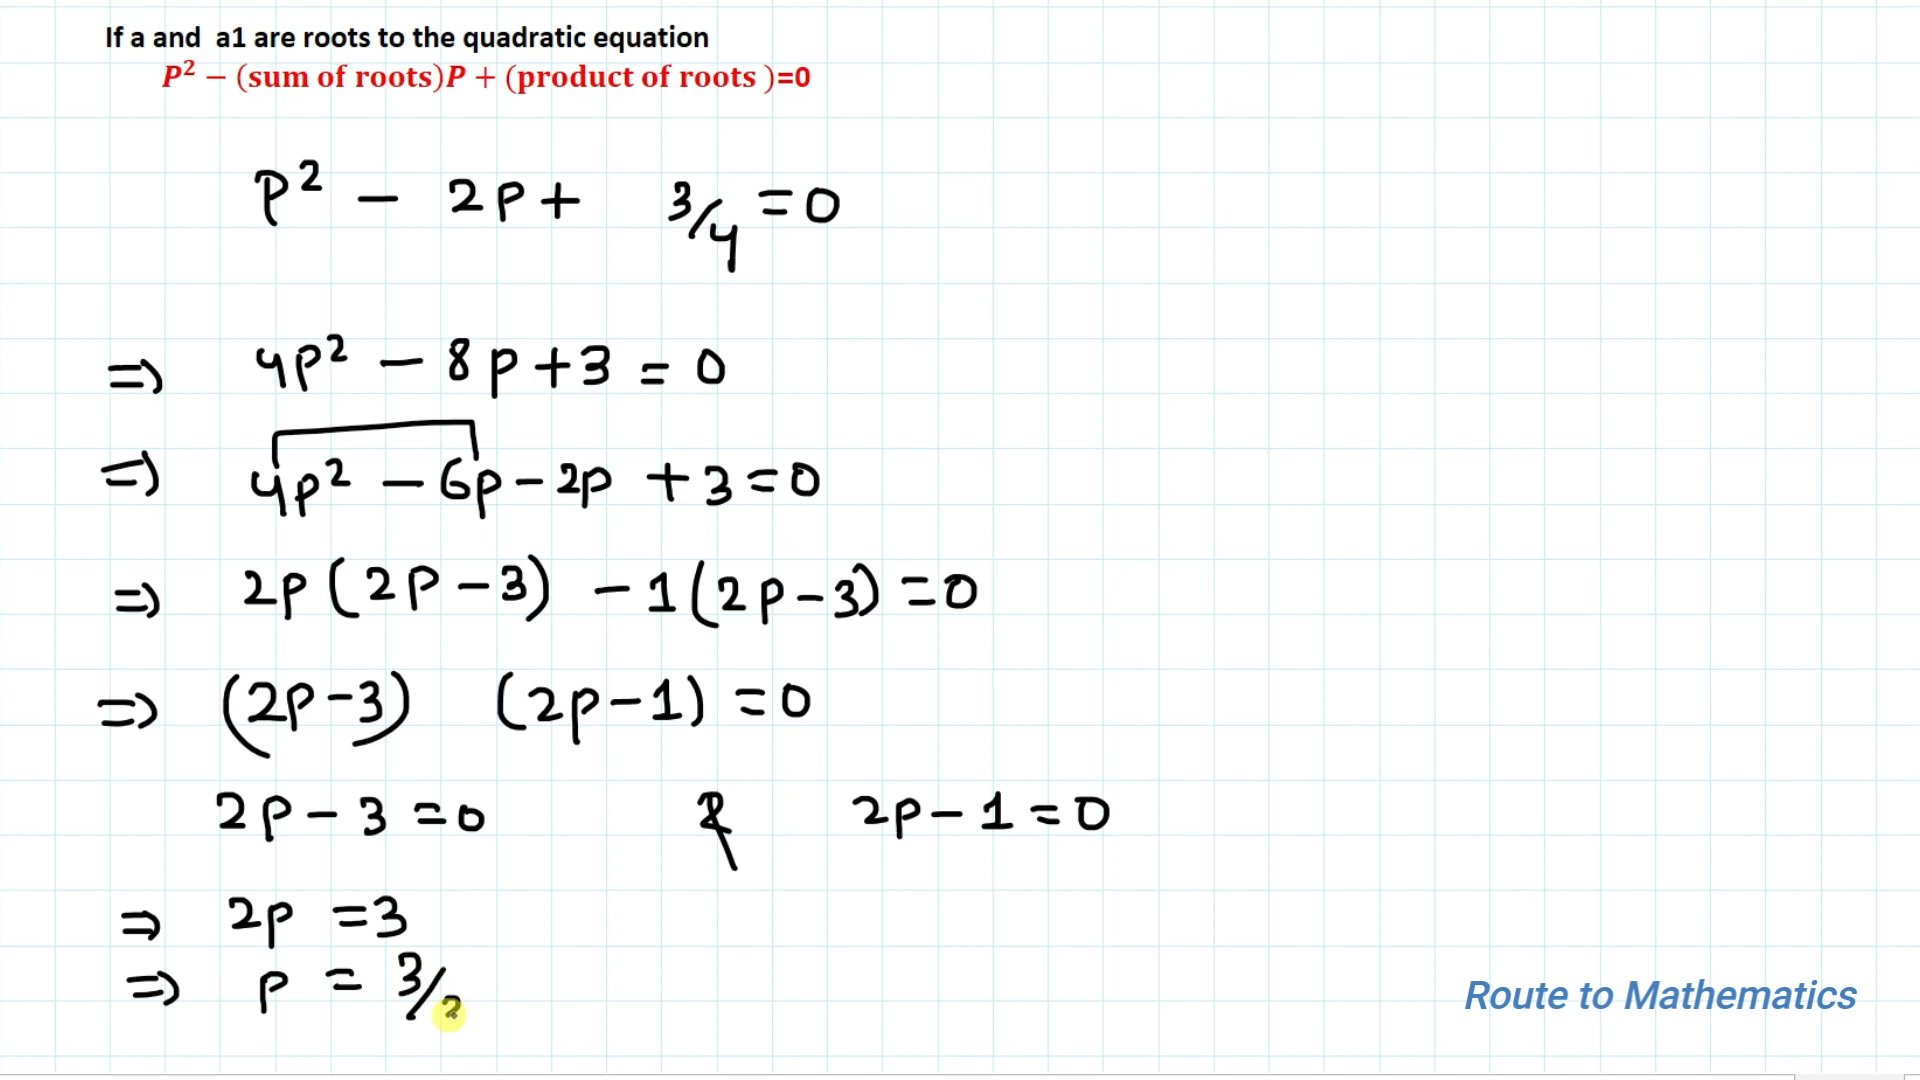 If a and a1 are roots to the quadratic equation
P² − (sum of roots)P + (product of roots )=0
P² − 2P + 3/4 = 0
⇒ 4P² − 8P + 3 = 0
⇒ 4P² − 6P − 2P + 3 = 0
⇒ 2P (2P − 3) − 1 (2P − 3) = 0
⇒ (2P − 3) (2P − 1) = 0
2P − 3 = 0 & 2P − 1 = 0
⇒ 2P = 3
⇒ P = 3/2
Route to Mathematics